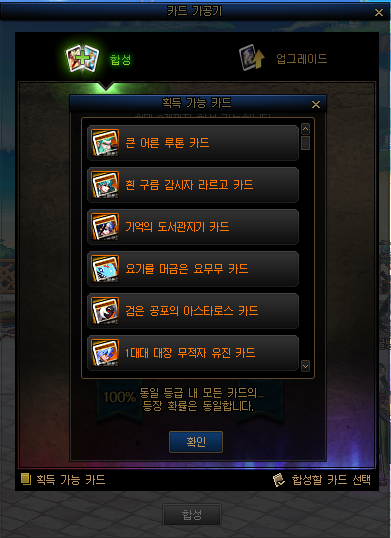 카드 가공기
합성
업그레이드
획득 가능 카드
큰 어른 루톤 카드
흰 구름 감시자 라르고 카드
기억의 도서관지기 카드
요기를 머금은 요무무 카드
검은 공포의 아스타로스 카드
1대대 대장 무적자 유진 카드
100% 동일 등급 내 모든 카드의...
등장 확률은 동일합니다.
확인
획득 가능 카드
합성할 카드 선택
합성